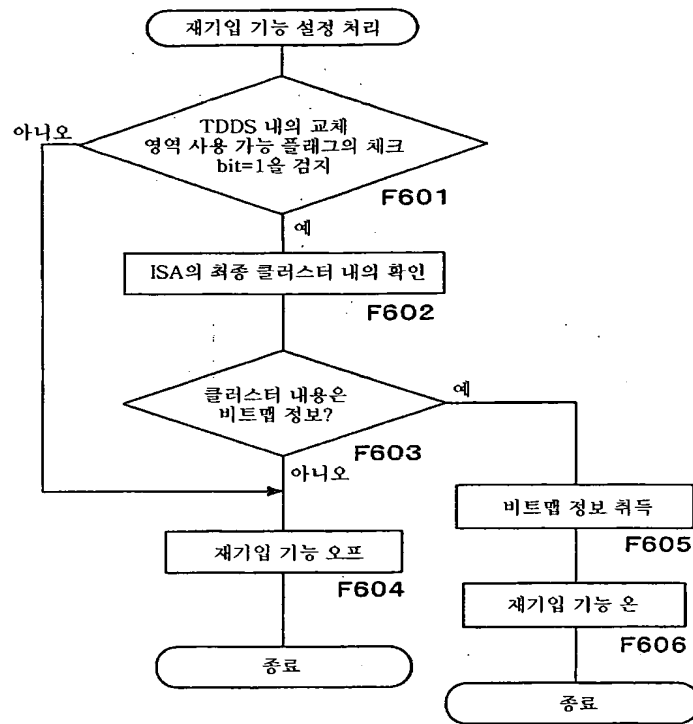 재기입 기능 설정 처리
아니오
TDDS 내의 교체
영역 사용 가능 플래그의 체크
bit=1을 검지
F601
예
ISA의 최종 클러스터 내의 확인
F602
클러스터 내용은
비트맵 정보?
예
F603
아니오
비트맵 정보 취득
F605
재기입 기능 오프
F604
재기입 기능 온
F606
종료
종료